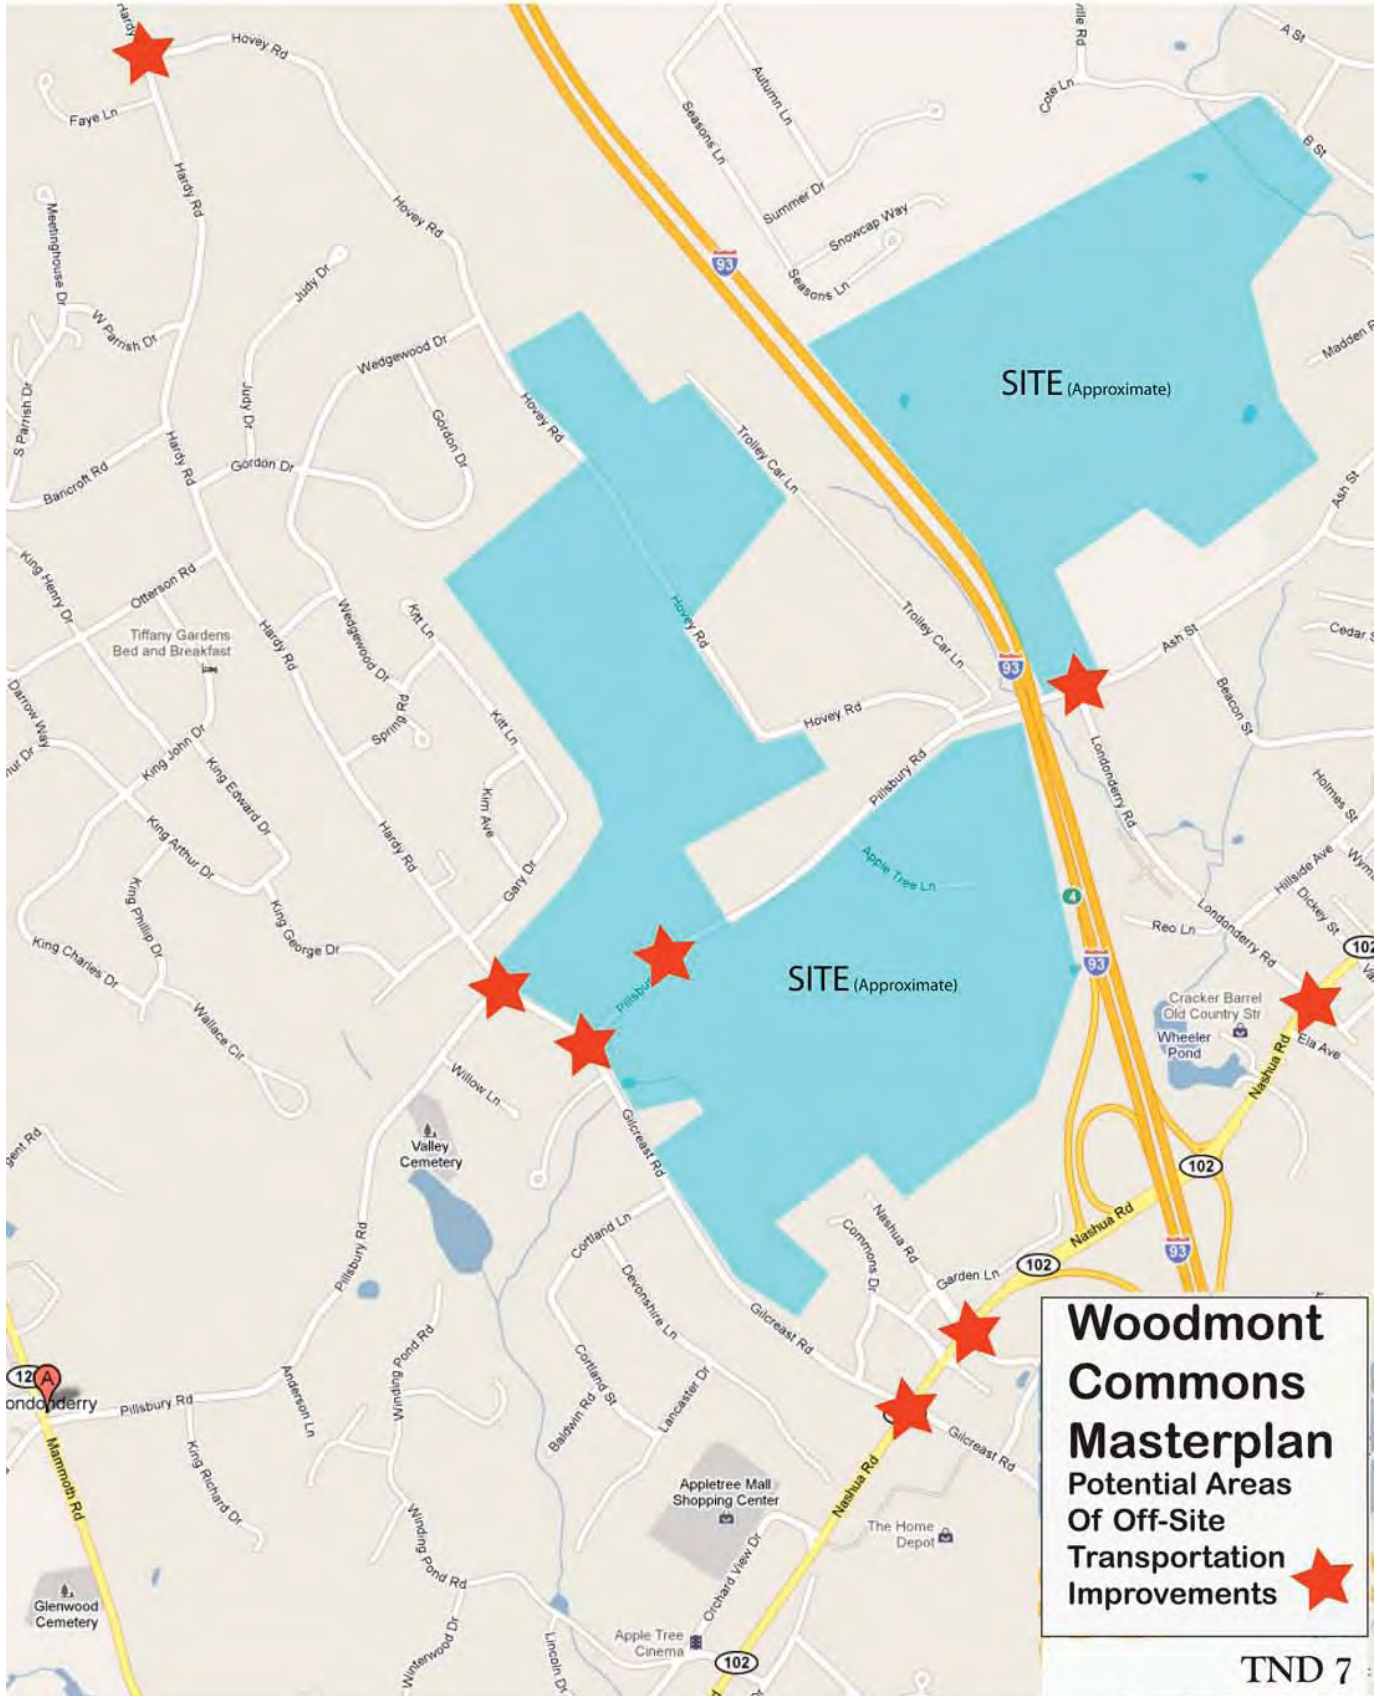 Hardy
Hovey Rd
ille Rd
A St
Autumn Ln
Cote Ln
Faye Ln
Seasons Ln
B St
Hardy Rd
Summer Dr
Hovey Rd
Snowcap Way
Meetinghouse Dr
93
Judy Dr
Seasons Ln
W Parrish Dr
Wedgewood Dr
Madden R
SITE (Approximate)
S Parrish Dr
Judy Dr
Hovey Rd
Gordon Dr
Trolley Car Ln
Hardy Rd
Gordon Dr
Bancroft Rd
Ash St
King Henry Dr
Otterson Rd
Kitt Ln
Hovey Rd
Trolley Car Ln
Tiffany Gardens
Bed and Breakfast
Hardy Rd
Wedgewood Dr
Ash St
Cedar S
93
Darrow Way
Spring Rd
Kitt Ln
Hovey Rd
Beacon St
hur Dr
King John Dr
King Edward Dr
Pillsbury Rd
Londonderry Rd
Holmes St
Kim Ave
Hardy Rd
King Arthur Dr
Apple Tree Ln
Hillside Ave
Wym
Gary Dr
4
King Phillip Dr
Dickey St
King George Dr
Reo Ln
Londonderry Rd
102
King Charles Dr
93
Va
SITE (Approximate)
Pillsbur
Cracker Barrel
Old Country Str
Wallace Cir
Wheeler
Pond
Ela Ave
Nashua Rd
Willow Ln
Gilcreast Rd
Valley
Cemetery
gent Rd
102
Cortland Ln
Nashua Rd
Commons Dr
Nashua Rd
93
Pillsbury Rd
102
Garden Ln
Devonshire Ln
Gilcreast Rd
Winding Pond Rd
Cortland St
12
A
ondonderry
Pillsbury Rd
Anderson Ln
Baldwin Rd
Lancaster Dr
Gilcreast Rd
Mammoth Rd
King Richard Dr
Nashua Rd
Appletree Mall
Shopping Center
Winding Pond Rd
The Home
Depot
Orchard View Dr
Glenwood
Cemetery
Apple Tree
Cinema
Winterwood Dr
Lincoln Dr
102
Woodmont
Commons
Masterplan
Potential Areas
Of Off-Site
Transportation
Improvements
TND 7